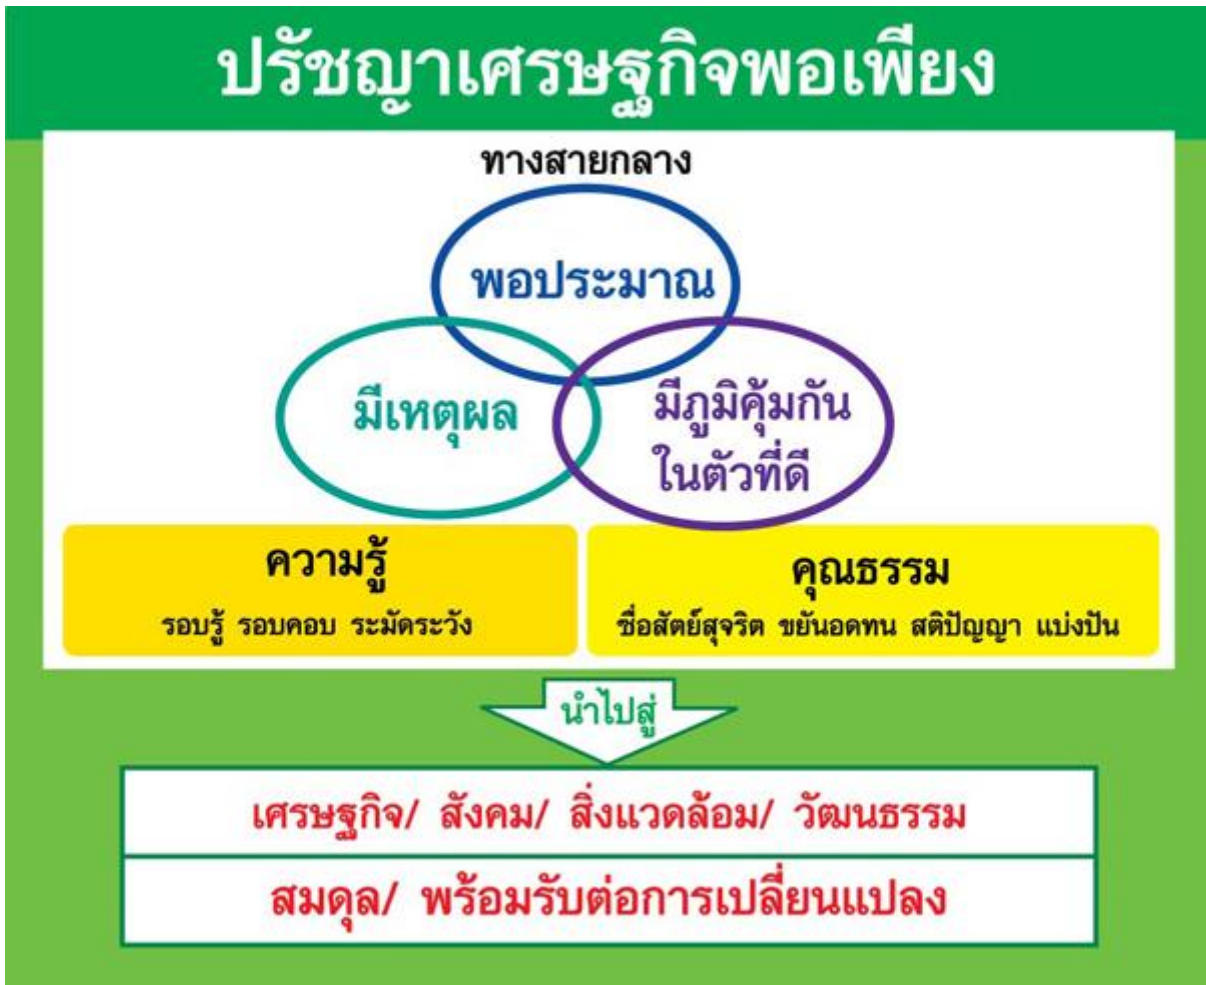 ปรัชญาเศรษฐกิจพอเพียง
ทางสายกลาง
พอประมาณ
มีเหตุผล
มีภูมิคุ้มกัน
ในตัวที่ดี
ความรู้
รอบรู้ รอบคอบ ระมัดระวัง
คุณธรรม
ซื่อสัตย์สุจริต ขยันอดทน สติปัญญา แบ่งปัน
นำไปสู่
เศรษฐกิจ/ สังคม/ สิ่งแวดล้อม/ วัฒนธรรม
สมดุล/ พร้อมรับต่อการเปลี่ยนแปลง